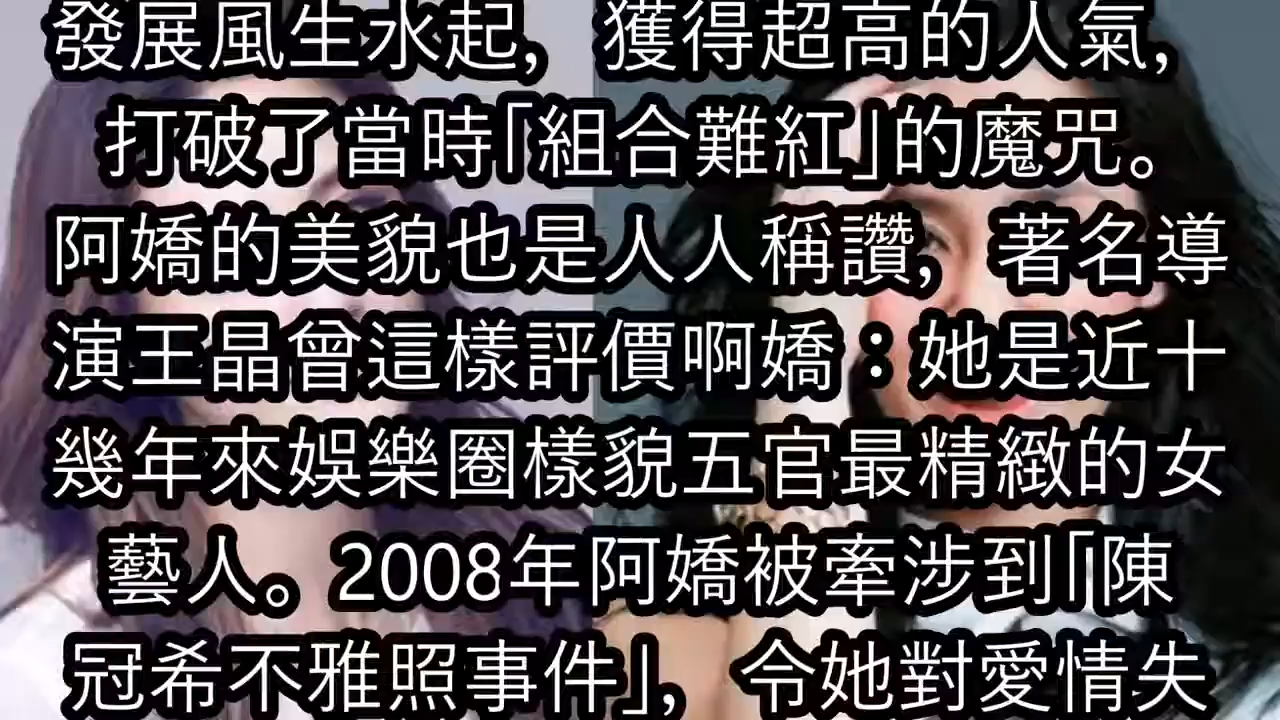 發展風生水起，獲得超高的人氣，
打破了當時「組合難紅」的魔咒。
阿嬌的美貌也是人人稱讚，著名導
演王晶曾這樣評價啊嬌：她是近十
幾年來娛樂圈樣貌五官最精緻的女
藝人。2008年阿嬌被牽涉到「陳
冠希不雅照事件」，令她對愛情失